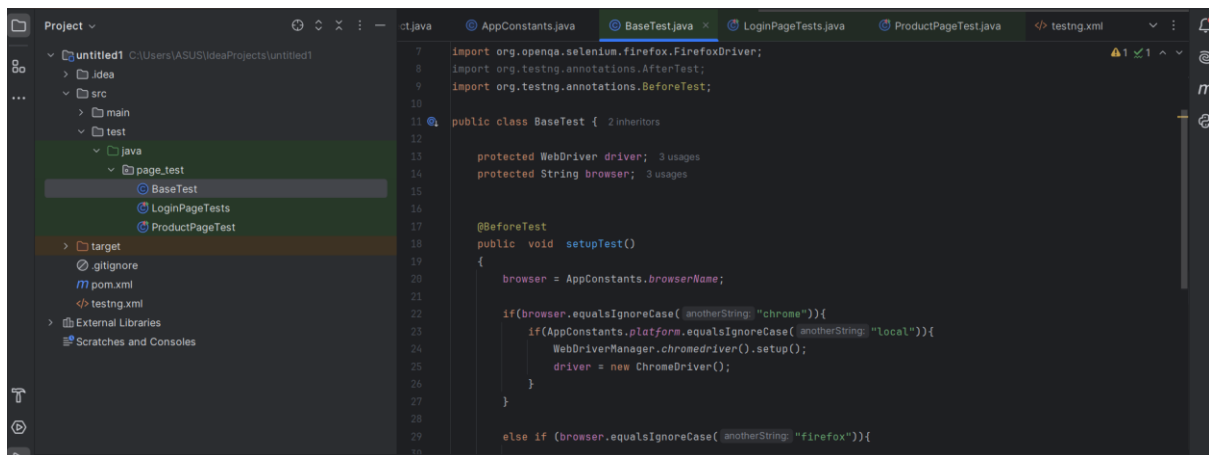 Project
untitled1 C:\Users\ASUS\IdeaProjects\untitled1
.idea
src
main
test
java
page_test
BaseTest
LoginPageTests
ProductPageTest
target
.gitignore
pom.xml
testng.xml
External Libraries
Scratches and Consoles
ct.java AppConstants.java BaseTest.java LoginPageTests.java ProductPageTest.java testng.xml
7 import org.openqa.selenium.firefox.FirefoxDriver; 1 1
8 import org.testng.annotations.AfterTest;
9 import org.testng.annotations.BeforeTest;
10
11 public class BaseTest { 2 inheritors
12
13 protected WebDriver driver; 3 usages
14 protected String browser; 3 usages
15
16
17 @BeforeTest
18 public void setupTest()
19 {
20 browser = AppConstants.browserName;
21
22 if(browser.equalsIgnoreCase( anotherString: "chrome")){
23 if(AppConstants.platform.equalsIgnoreCase( anotherString: "local")){
24 WebDriverManager.chromedriver().setup();
25 driver = new ChromeDriver();
26 }
27 }
28
29 else if (browser.equalsIgnoreCase( anotherString: "firefox")){
30